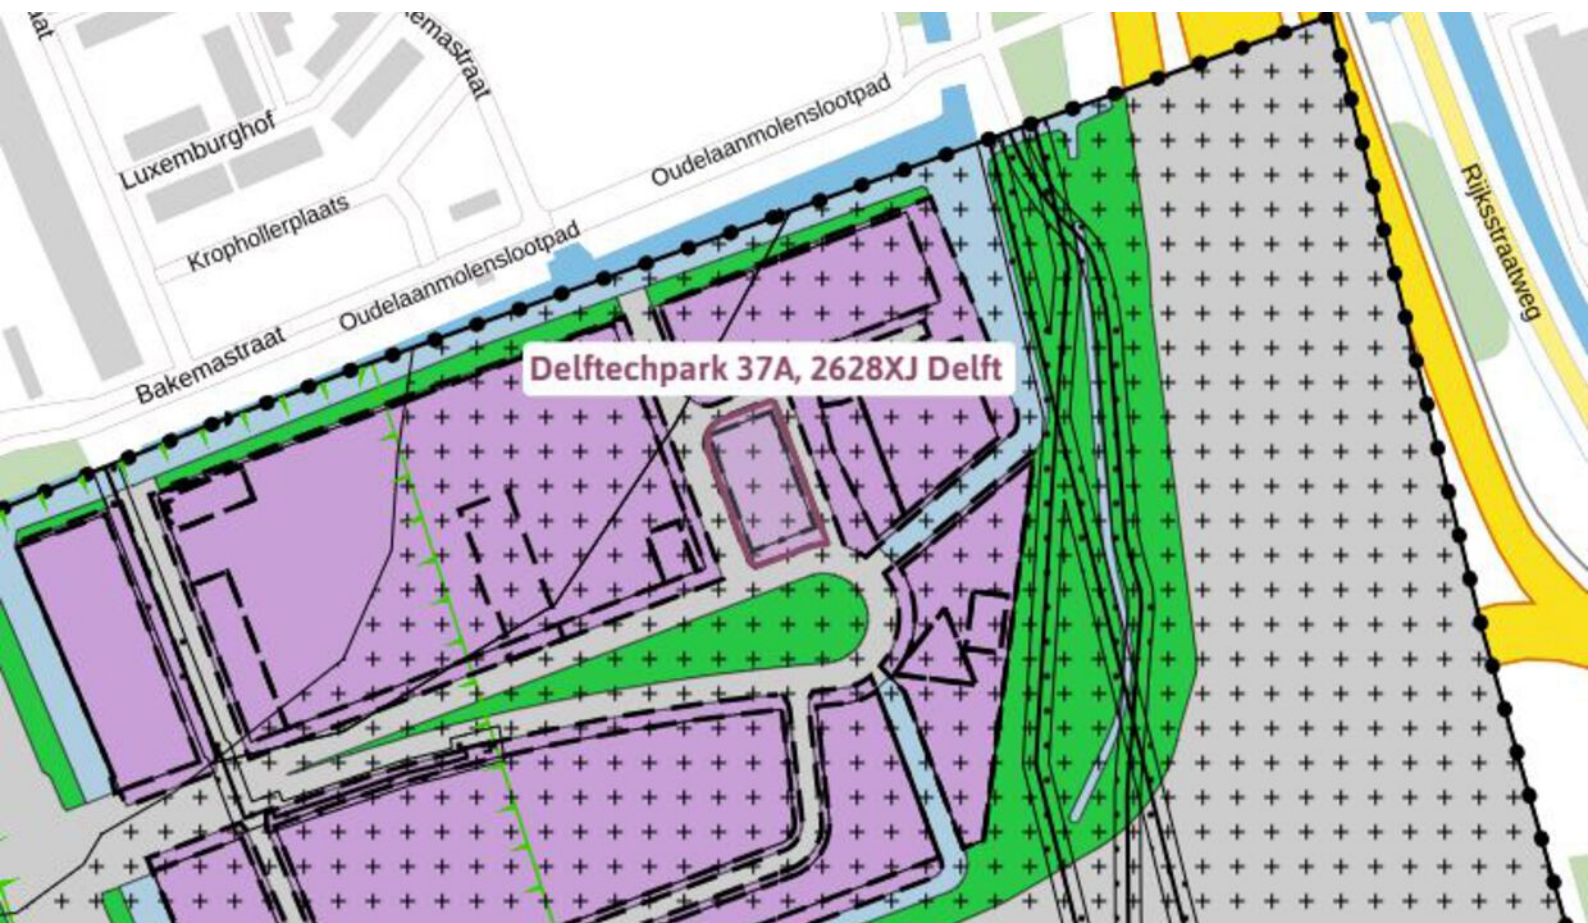 Luxemburghof
Krophollerplaats
Oudelaanmolenslootpad
Oudelaanmolenslootpad
Bakemastraat
Rijksstraatweg
Delftechpark 37A, 2628XJ Delft